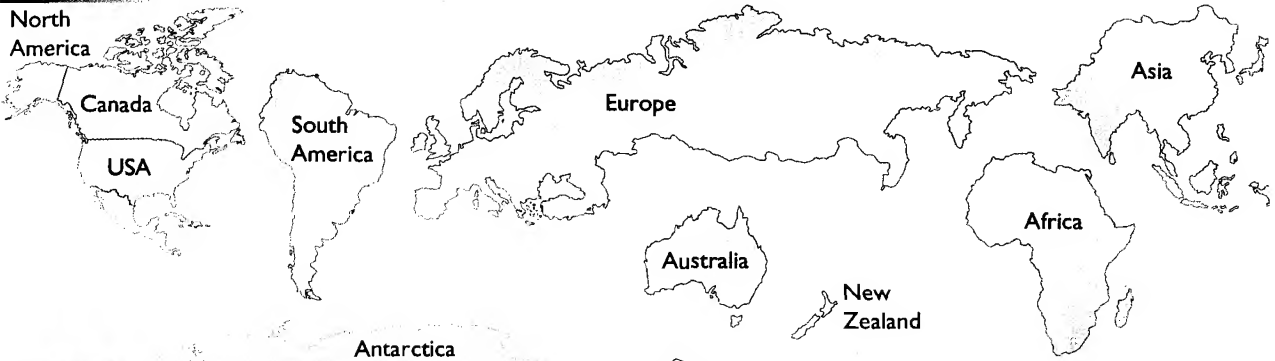 North
America
Canada
USA
South
America
Europe
Asia
Africa
Australia
New
Zealand
Antarctica